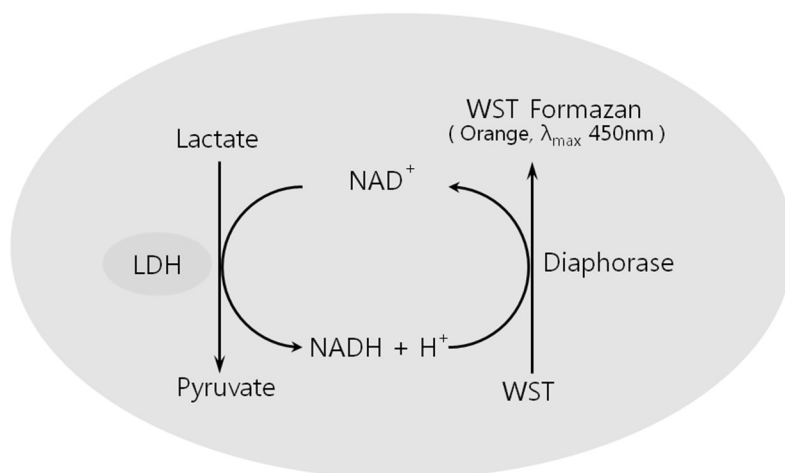 WST Formazan
( Orange, λmax 450nm )
Lactate
NAD+
LDH
Diaphorase
NADH + H+
Pyruvate
WST